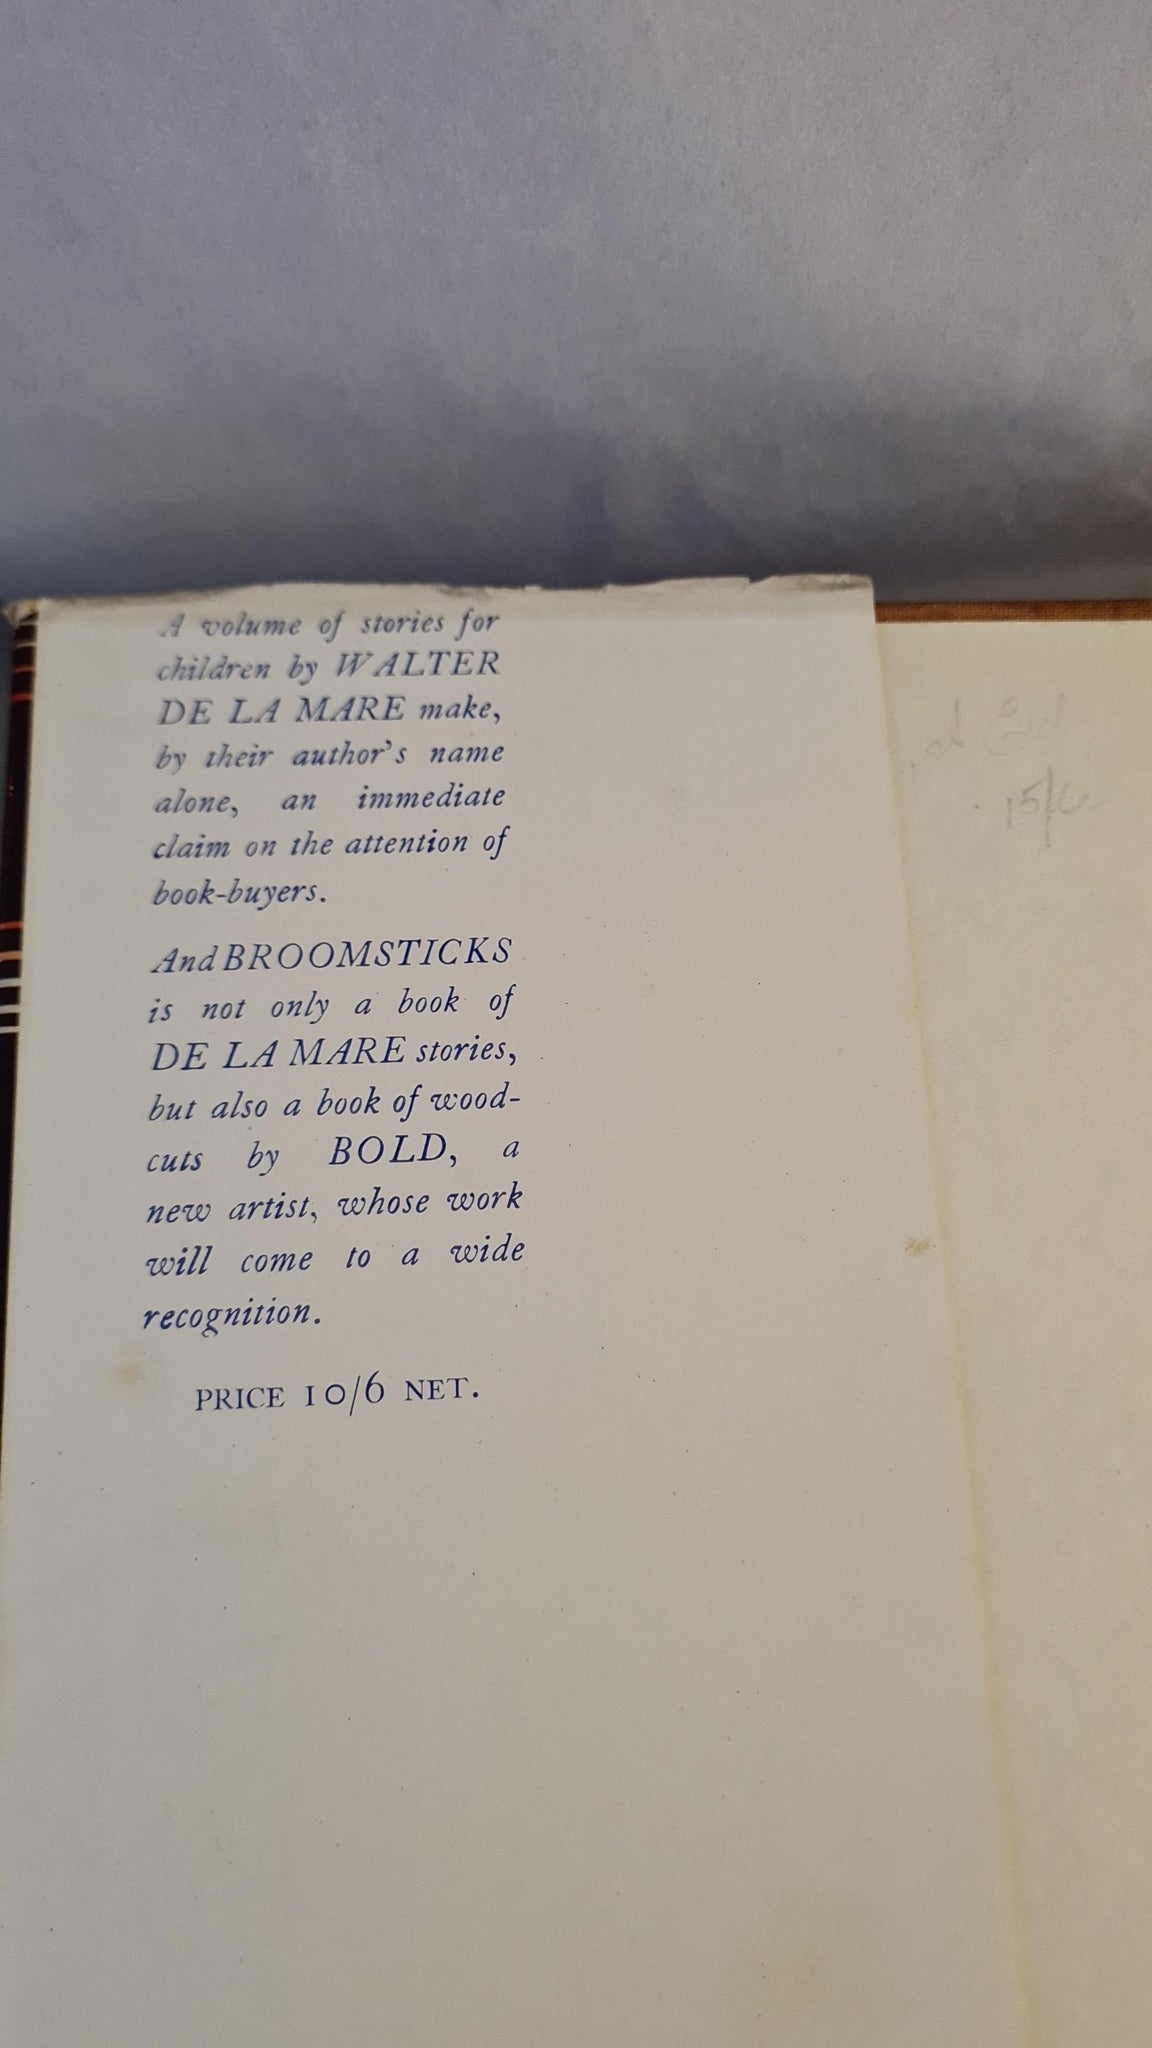 A volume of stories for
children by WALTER
DE LA MARE make,
by their author's name
alone, an immediate
claim on the attention of
book-buyers.
And BROOMSTICKS
is not only a book of
DE LA MARE stories,
but also a book of wood-
cuts by BOLD, a
new artist, whose work
will come to a wide
recognition.
PRICE 10/6 NET.
15/6